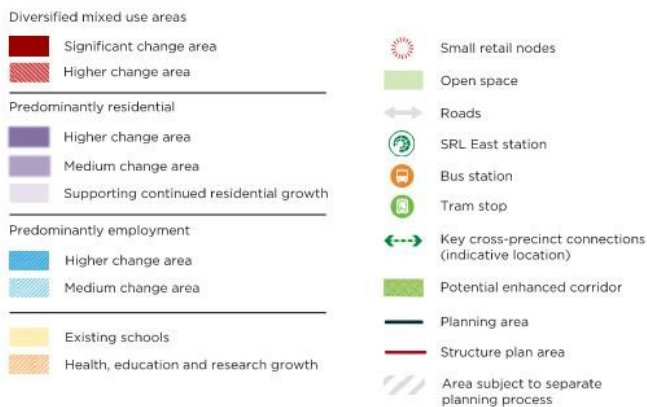 Diversified mixed use areas
Significant change area
Higher change area
Predominantly residential
Higher change area
Medium change area
Supporting continued residential growth
Predominantly employment
Higher change area
Medium change area
Existing schools
Health, education and research growth
Small retail nodes
Open space
Roads
SRL East station
Bus station
Tram stop
Key cross-precinct connections
(indicative location)
Potential enhanced corridor
Planning area
Structure plan area
Area subject to separate
planning process